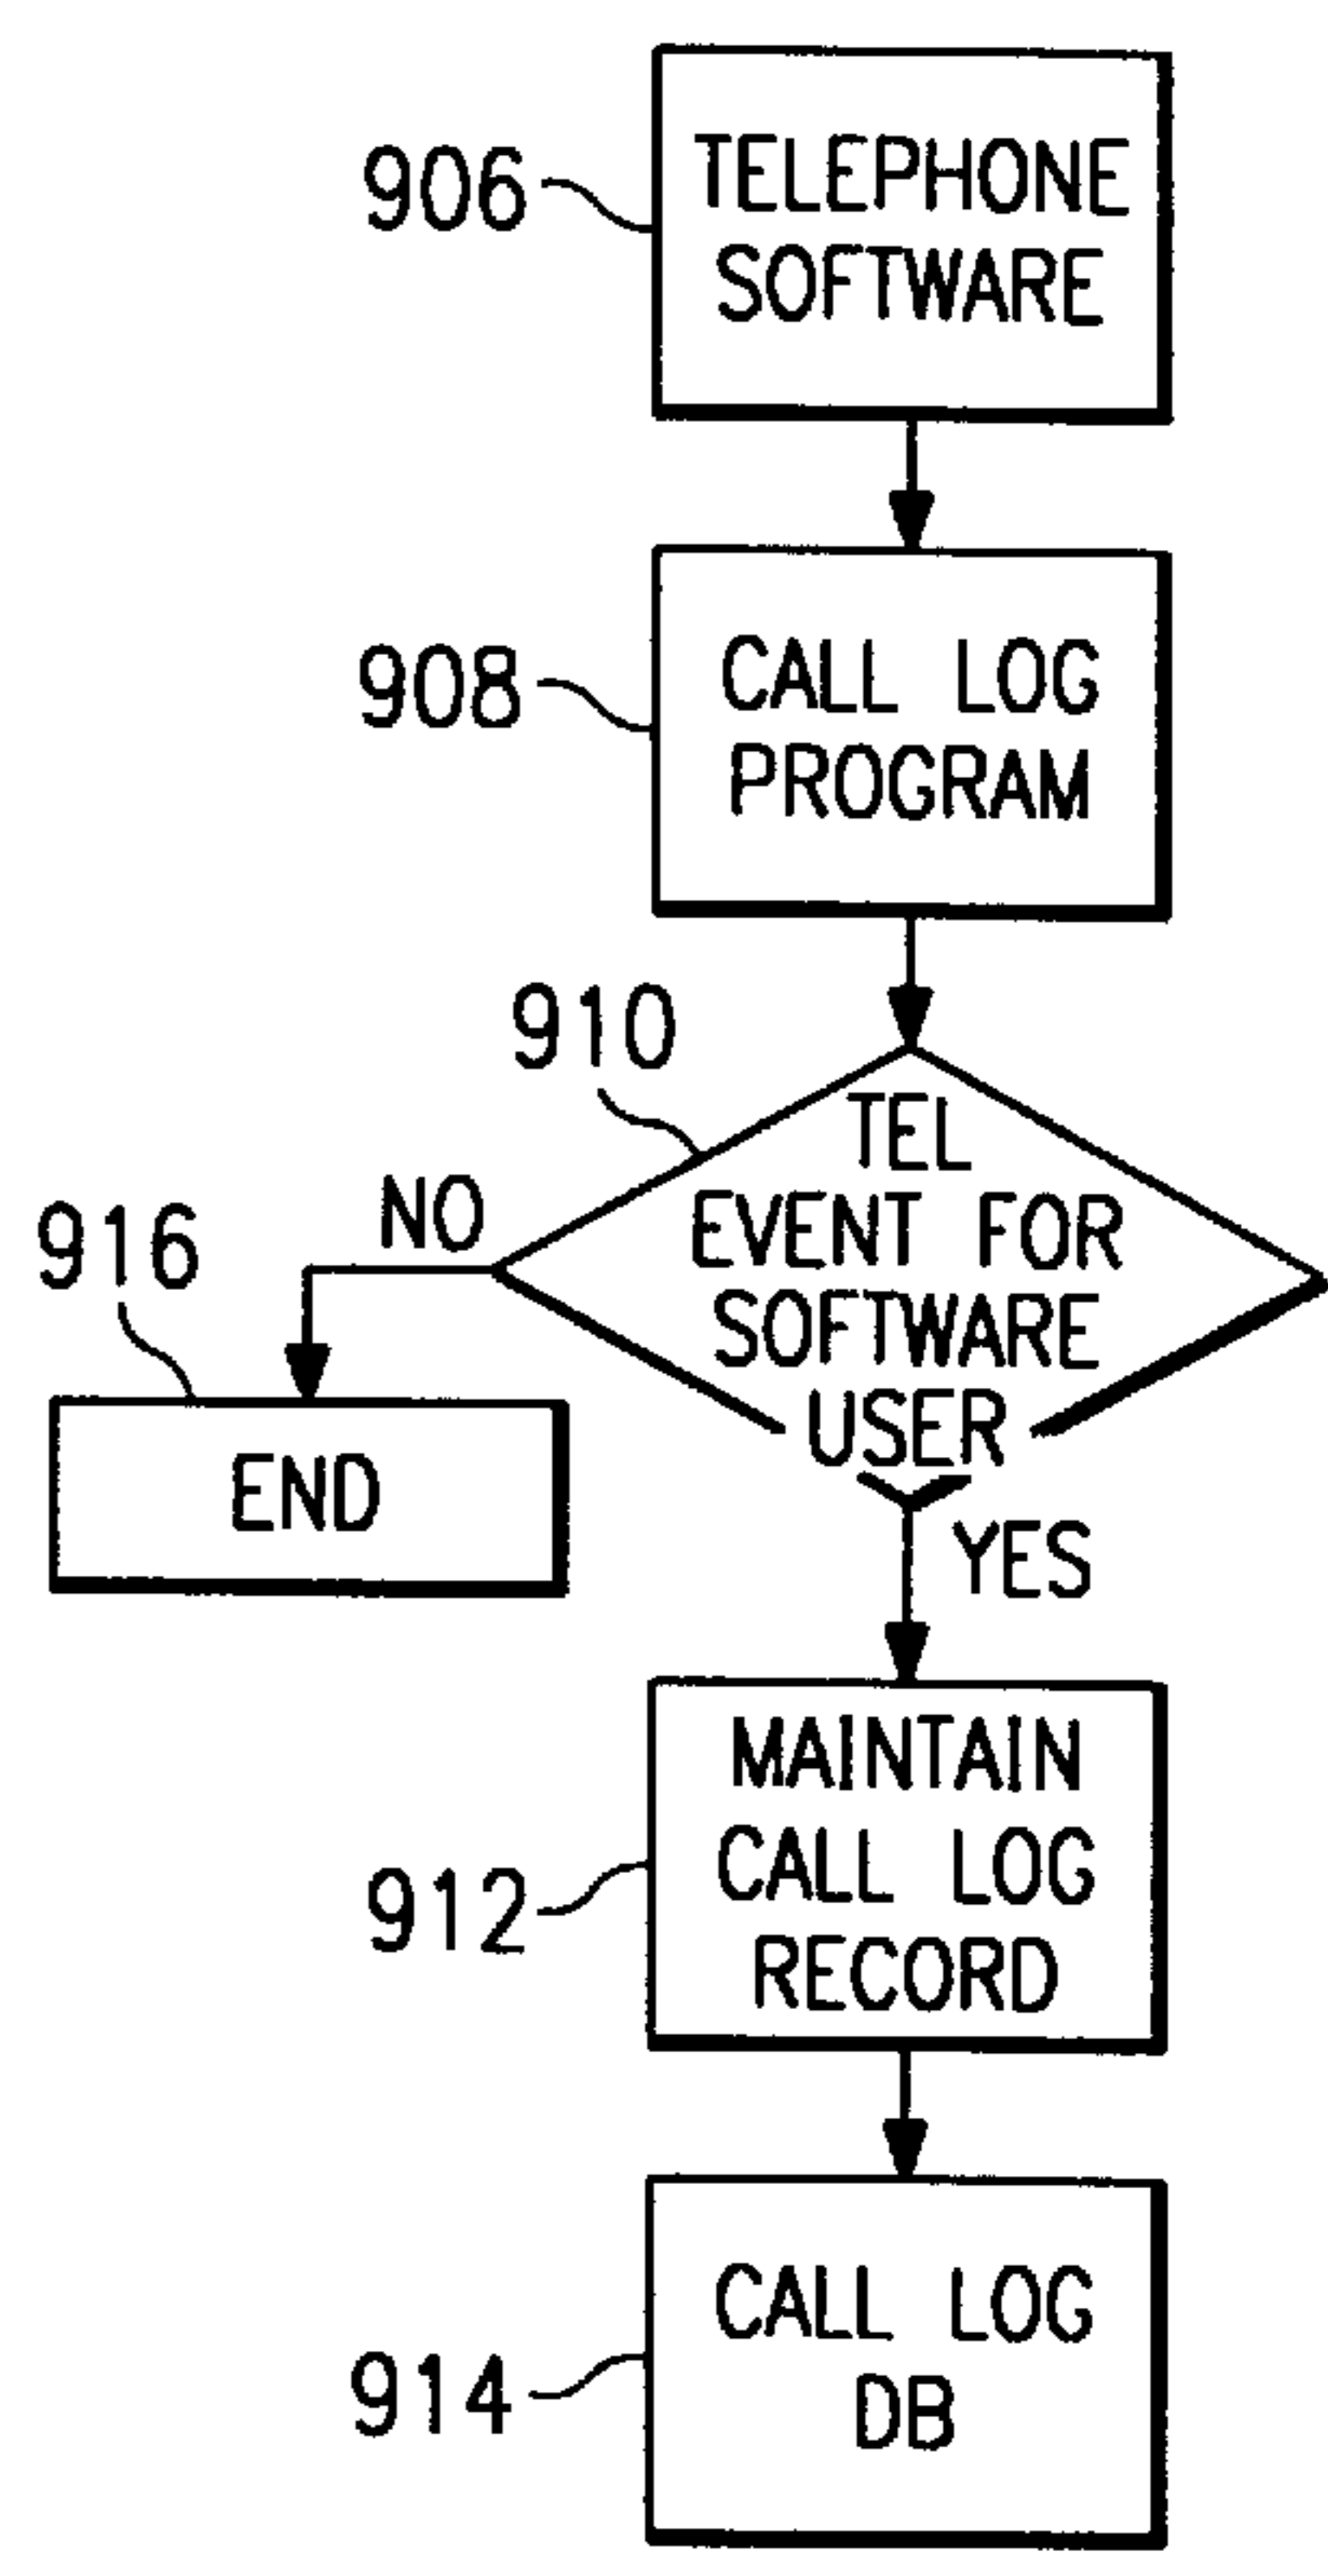 906
TELEPHONE
SOFTWARE
908
CALL LOG
PROGRAM
910
TEL
EVENT FOR
SOFTWARE
USER
NO
916
END
YES
912
MAINTAIN
CALL LOG
RECORD
914
CALL LOG
DB